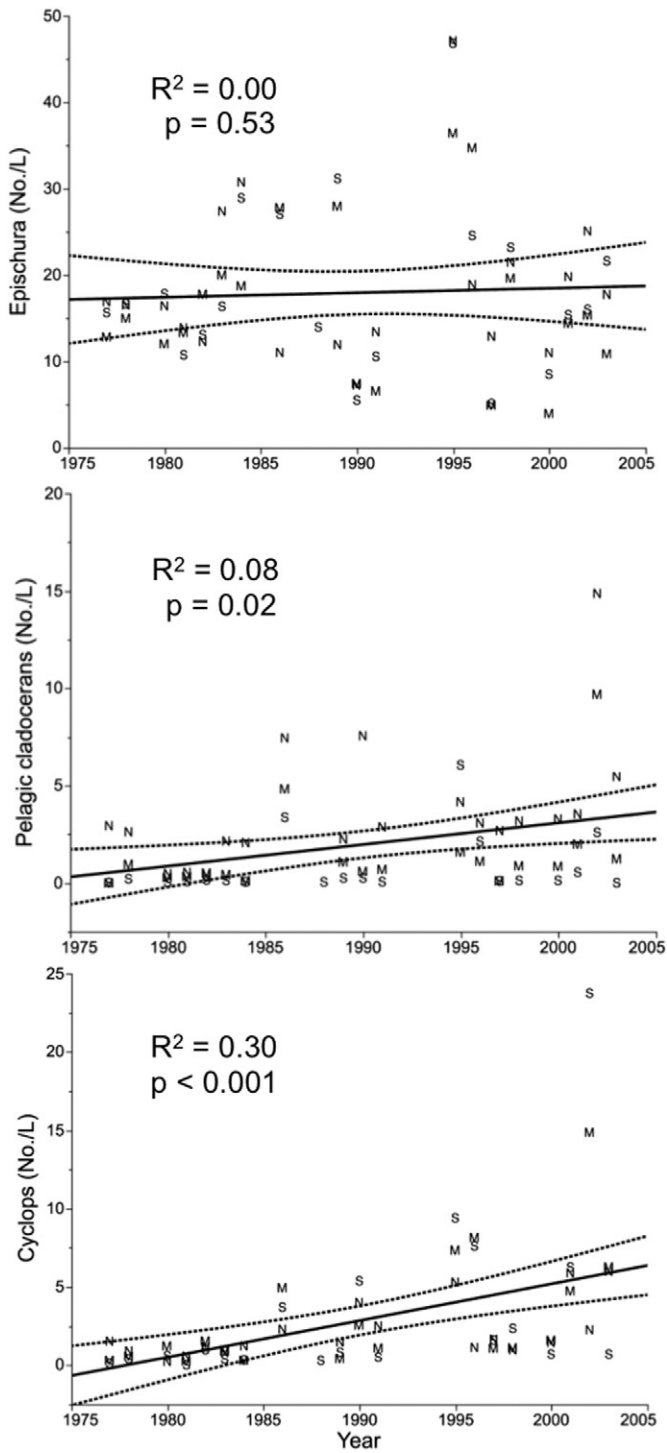 50
40
30
20
10
0
Epischura (No./L)
R² = 0.00
p = 0.53
1975 1980 1985 1990 1995 2000 2005
20
15
10
5
0
Pelagic cladocerans (No./L)
R² = 0.08
p = 0.02
1975 1980 1985 1990 1995 2000 2005
25
20
15
10
5
0
Cyclops (No./L)
R² = 0.30
p < 0.001
1975 1980 1985 1990 1995 2000 2005
Year